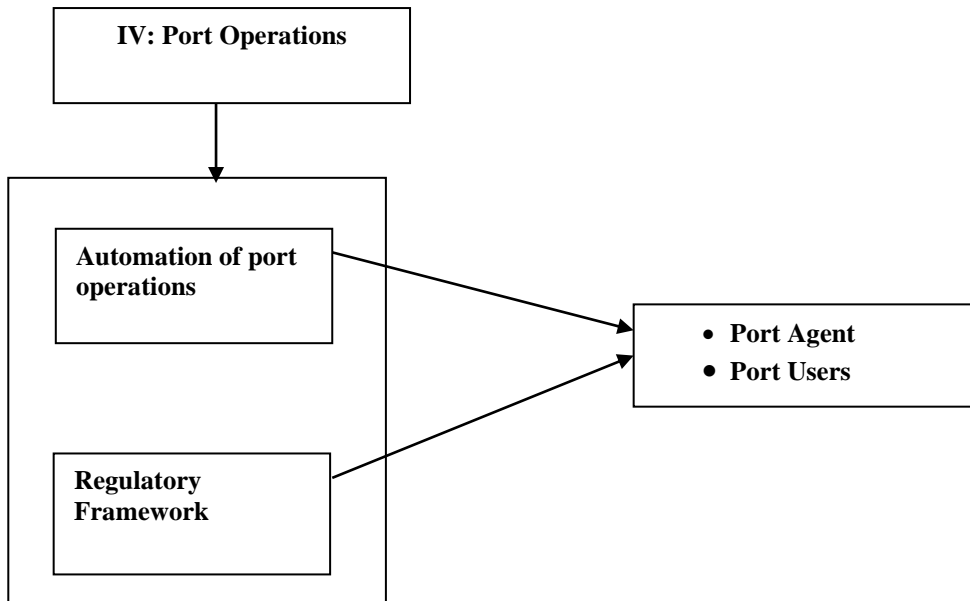 IV: Port Operations
Automation of port
operations
• Port Agent
• Port Users
Regulatory
Framework